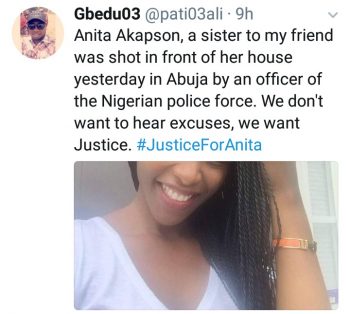 Gbedu03 @pati03ali · 9h
Anita Akapson, a sister to my friend
was shot in front of her house
yesterday in Abuja by an officer of
the Nigerian police force. We don't
want to hear excuses, we want
Justice. #JusticeForAnita